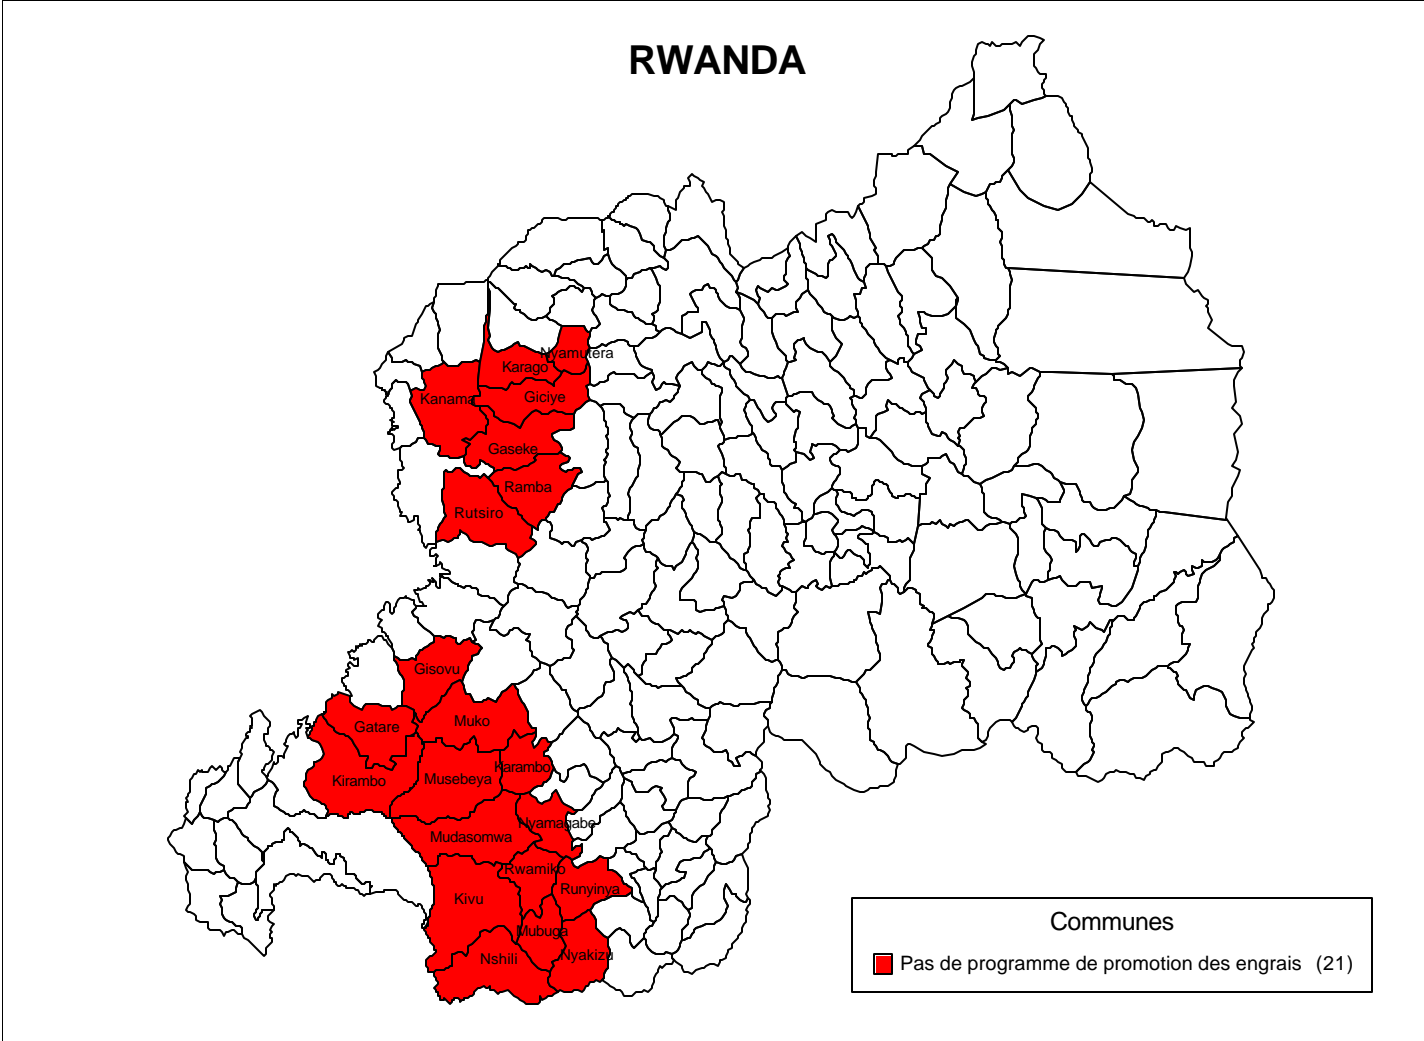 RWANDA
Nyamutera
Karago
Kanama
Giciye
Gaseke
Ramba
Rutsiro
Gisovu
Gatare
Muko
Kirambo
Musebeya
Karambo
Mudasomwa
Nyamagabe
Rwamiko
Runyinya
Kivu
Mubuga
Nshili
Nyakizu
Communes
Pas de programme de promotion des engrais (21)